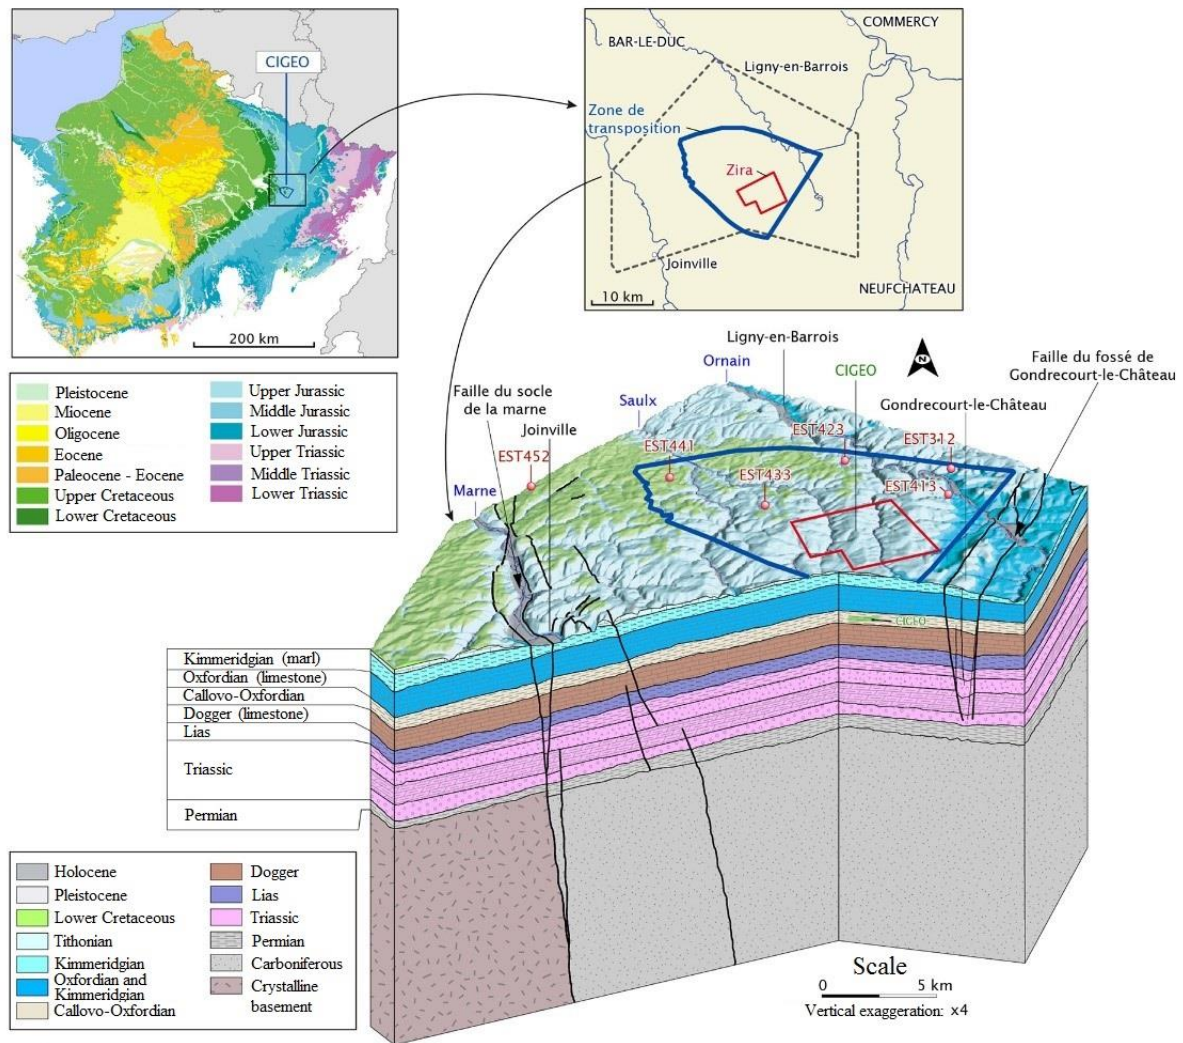 CIGEO
200 km
COMMERCY
BAR-LE-DUC
Ligny-en-Barrois
Zone de
transposition
Zira
Joinville
NEUFCHATEAU
10 km
Pleistocene
Miocene
Oligocene
Eocene
Paleocene - Eocene
Upper Cretaceous
Lower Cretaceous
Upper Jurassic
Middle Jurassic
Lower Jurassic
Upper Triassic
Middle Triassic
Lower Triassic
Ligny-en-Barrois
Ornain
CIGEO
N
Faille du fossé de
Gondrecourt-le-Château
Faille du socle
de la marne
Saulx
Gondrecourt-le-Château
Joinville
EST423
EST312
EST441
EST452
EST433
EST413
Marne
CIGEO
Kimmeridgian (marl)
Oxfordian (limestone)
Callovo-Oxfordian
Dogger (limestone)
Lias
Triassic
Permian
Holocene
Pleistocene
Lower Cretaceous
Tithonian
Kimmeridgian
Oxfordian and
Kimmeridgian
Callovo-Oxfordian
Dogger
Lias
Triassic
Permian
Carboniferous
Crystalline
basement
Scale
0 5 km
Vertical exaggeration: x4